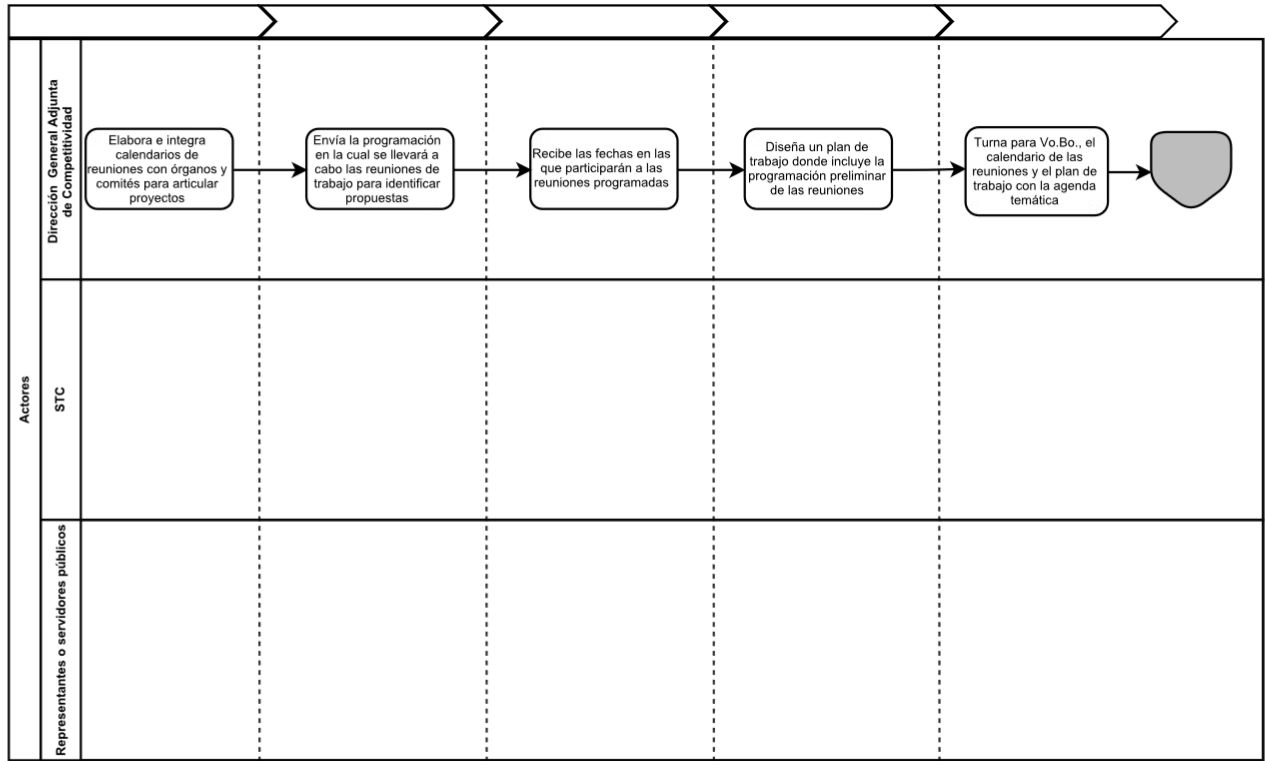 Actores
Dirección General Adjunta
de Competitividad
Elabora e integra
calendarios de
reuniones con órganos y
comités para articular
proyectos
Envía la programación
en la cual se llevará a
cabo las reuniones de
trabajo para identificar
propuestas
Recibe las fechas en las
que participarán a las
reuniones programadas
Diseña un plan de
trabajo donde incluye la
programación preliminar
de las reuniones
Turna para Vo.Bo., el
calendario de las
reuniones y el plan de
trabajo con la agenda
temática
STC
Representantes o servidores públicos